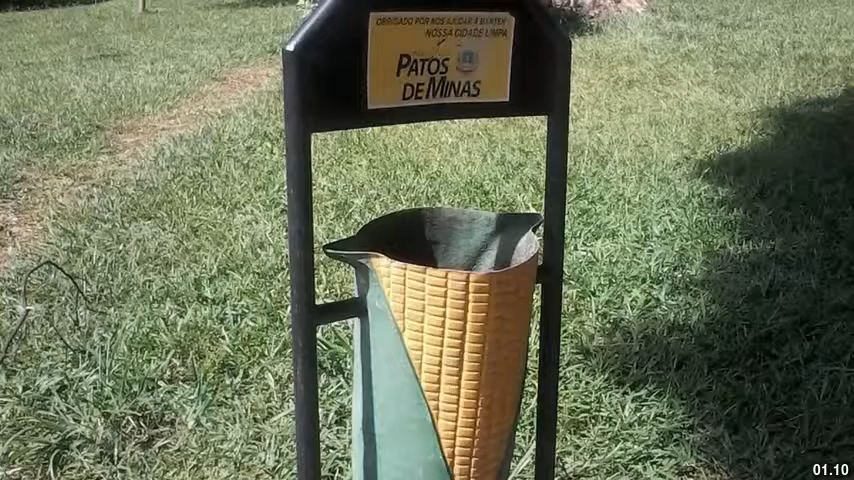 OBRIGADO POR NOS AJUDAR A MANTER
NOSSA CIDADE LIMPA
PATOS
DE MINAS
01.10